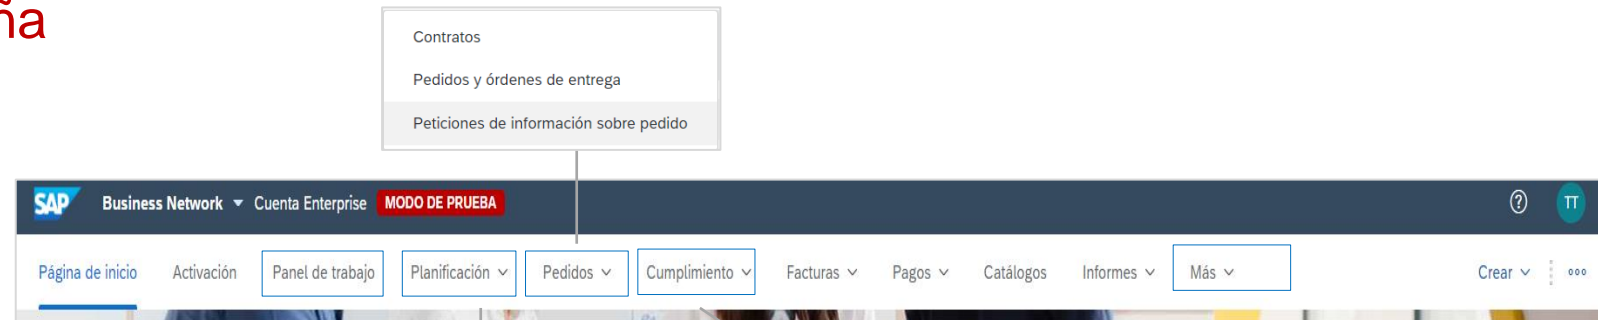 Contratos
Pedidos y órdenes de entrega
Peticiones de información sobre pedido
SAP Business Network Cuenta Enterprise MODO DE PRUEBA ? TT
Página de inicio Activación Panel de trabajo Planificación Pedidos Cumplimiento Facturas Pagos Catálogos Informes Más Crear